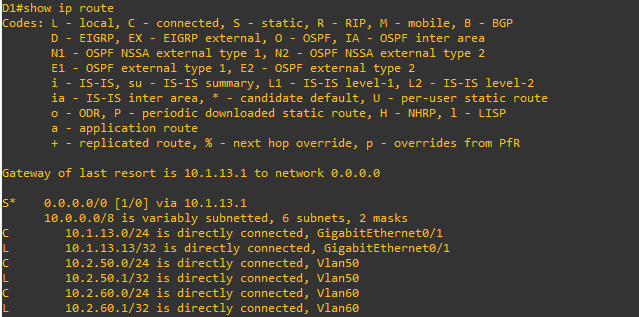 D1#show ip route
Codes: L - local, C - connected, S - static, R - RIP, M - mobile, B - BGP
D - EIGRP, EX - EIGRP external, O - OSPF, IA - OSPF inter area
N1 - OSPF NSSA external type 1, N2 - OSPF NSSA external type 2
E1 - OSPF external type 1, E2 - OSPF external type 2
i - IS-IS, su - IS-IS summary, L1 - IS-IS level-1, L2 - IS-IS level-2
ia - IS-IS inter area, * - candidate default, U - per-user static route
o - ODR, P - periodic downloaded static route, H - NHRP, l - LISP
a - application route
+ - replicated route, % - next hop override, p - overrides from PfR
Gateway of last resort is 10.1.13.1 to network 0.0.0.0
S* 0.0.0.0/0 [1/0] via 10.1.13.1
10.0.0.0/8 is variably subnetted, 6 subnets, 2 masks
C 10.1.13.0/24 is directly connected, GigabitEthernet0/1
L 10.1.13.13/32 is directly connected, GigabitEthernet0/1
C 10.2.50.0/24 is directly connected, Vlan50
L 10.2.50.1/32 is directly connected, Vlan50
C 10.2.60.0/24 is directly connected, Vlan60
L 10.2.60.1/32 is directly connected, Vlan60